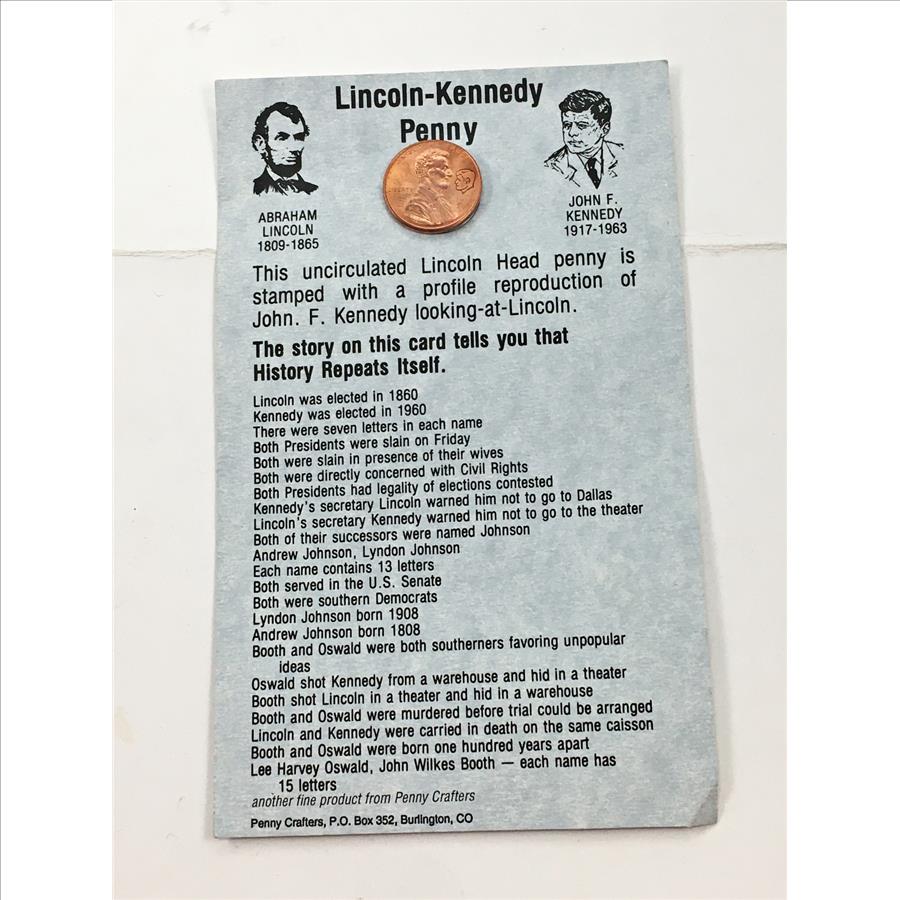 Lincoln-Kennedy
Penny
ABRAHAM
LINCOLN
1809-1865
JOHN F.
KENNEDY
1917-1963
This uncirculated Lincoln Head penny is
stamped with a profile reproduction of
John. F. Kennedy looking-at-Lincoln.
The story on this card tells you that
History Repeats Itself.
Lincoln was elected in 1860
Kennedy was elected in 1960
There were seven letters in each name
Both Presidents were slain on Friday
Both were slain in presence of their wives
Both were directly concerned with Civil Rights
Both Presidents had legality of elections contested
Kennedy's secretary Lincoln warned him not to go to Dallas
Lincoln's secretary Kennedy warned him not to go to the theater
Both of their successors were named Johnson
Andrew Johnson, Lyndon Johnson
Each name contains 13 letters
Both served in the U.S. Senate
Both were southern Democrats
Lyndon Johnson born 1908
Andrew Johnson born 1808
Booth and Oswald were both southerners favoring unpopular
ideas
Oswald shot Kennedy from a warehouse and hid in a theater
Booth shot Lincoln in a theater and hid in a warehouse
Booth and Oswald were murdered before trial could be arranged
Lincoln and Kennedy were carried in death on the same caisson
Booth and Oswald were born one hundred years apart
Lee Harvey Oswald, John Wilkes Booth — each name has
15 letters
another fine product from Penny Crafters
Penny Crafters, P.O. Box 352, Burlington, CO